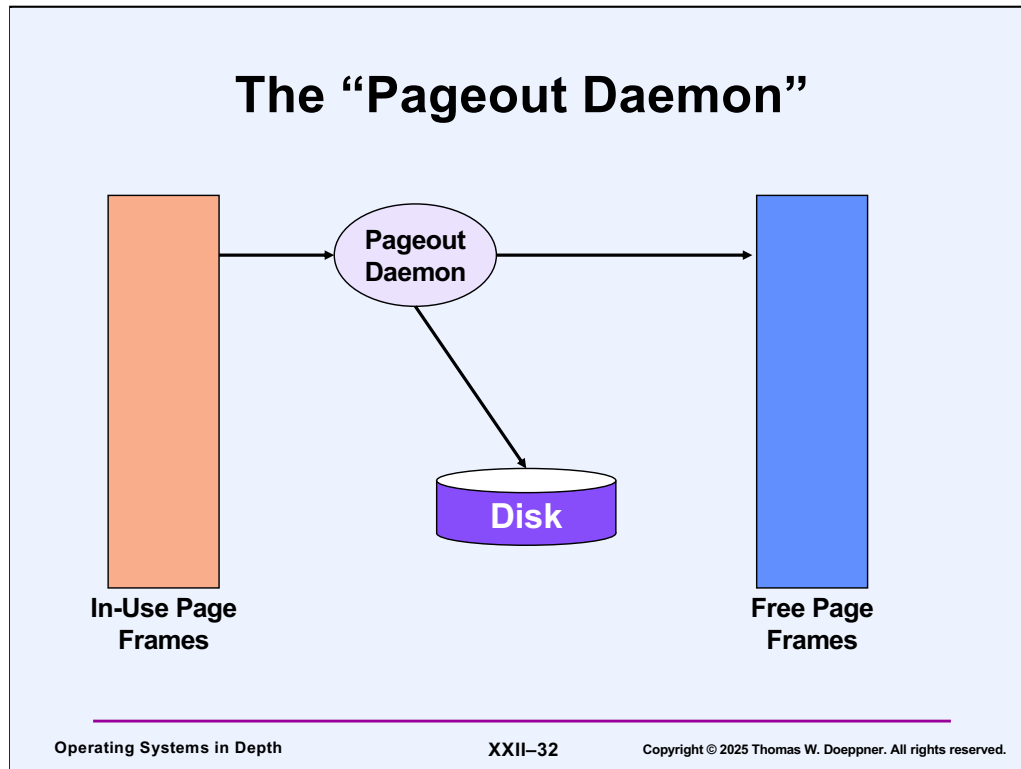 The “Pageout Daemon”
Pageout
Daemon
Disk
In-Use Page
Frames
Free Page
Frames
Operating Systems in Depth
XXII–32
Copyright © 2025 Thomas W. Doeppner. All rights reserved.